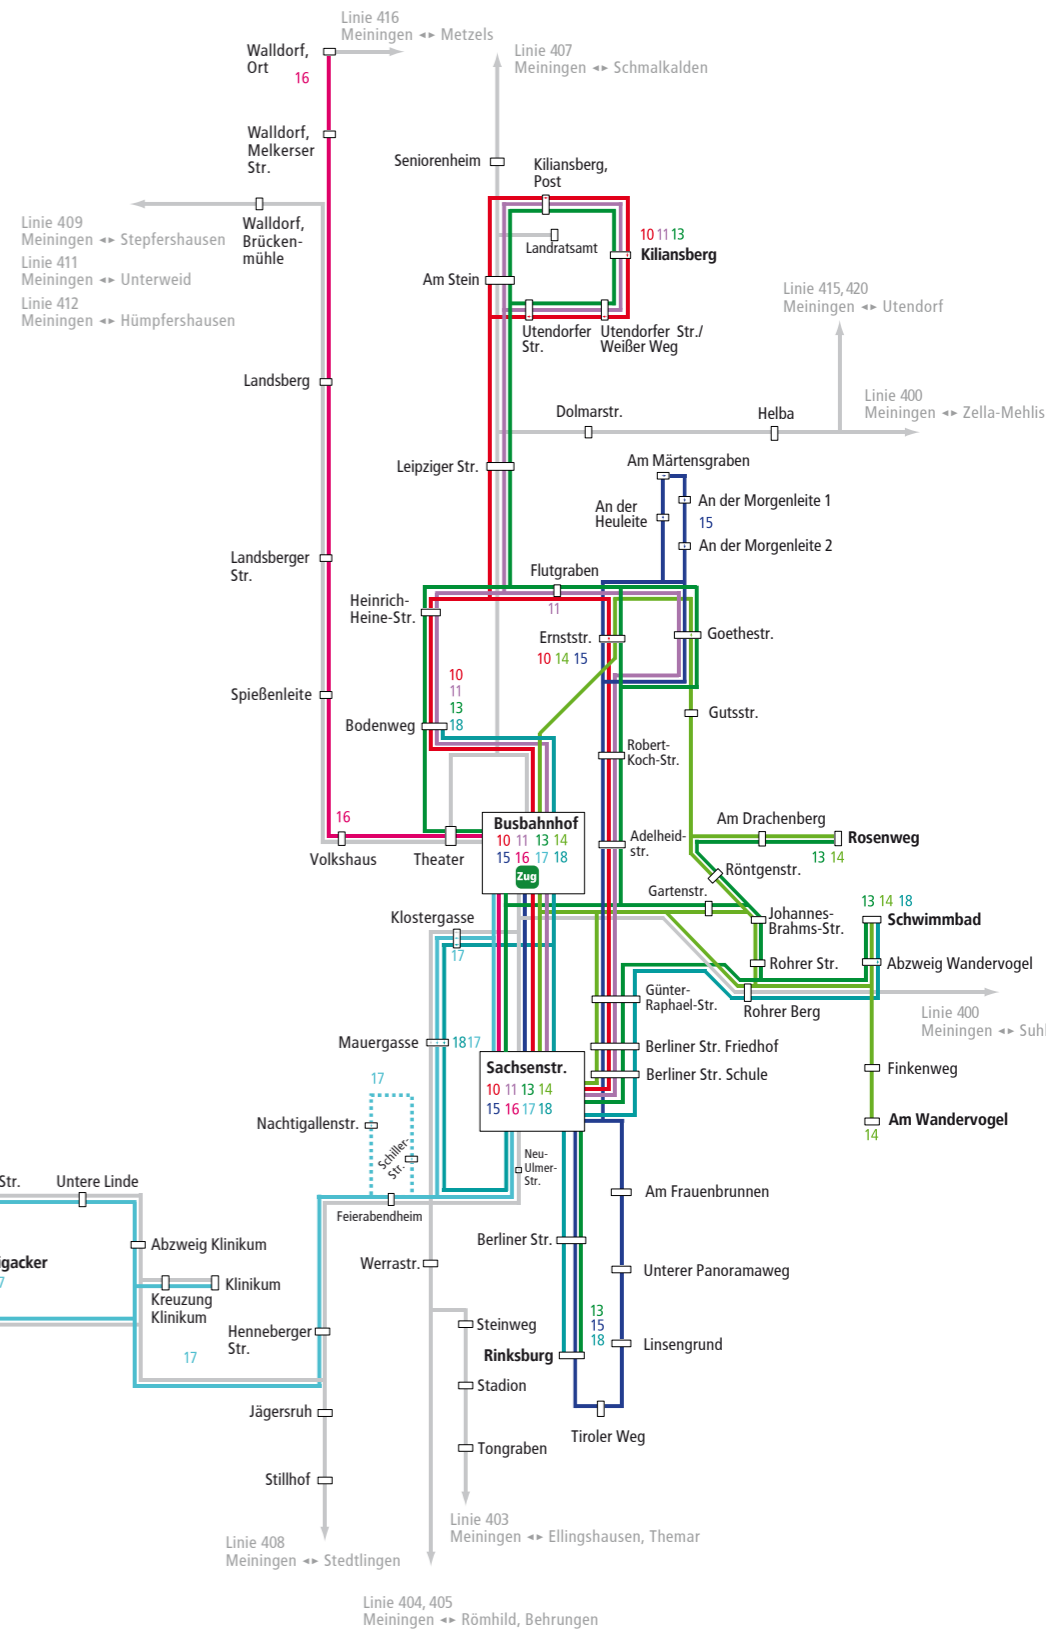 Linie 416
Meiningen ◂▸ Metzels
Walldorf,
Ort
16
Linie 407
Meiningen ◂▸ Schmalkalden
Walldorf,
Melkerser
Str.
Seniorenheim
Kiliansberg,
Post
Linie 409
Meiningen ◂▸ Stepfershausen
Linie 411
Meiningen ◂▸ Unterweid
Linie 412
Meiningen ◂▸ Hümpfershausen
Walldorf,
Brücken-
mühle
Landratsamt
10 11 13
Kiliansberg
Am Stein
Utendorfer
Str.
Utendorfer Str./
Weißer Weg
Linie 415, 420
Meiningen ◂▸ Utendorf
Landsberg
Linie 400
Meiningen ◂▸ Zella-Mehlis
Dolmarstr.
Helba
Leipziger Str.
Am Märtensgraben
An der
Heuleite
An der Morgenleite 1
15
An der Morgenleite 2
Landsberger
Str.
Flutgraben
11
Heinrich-
Heine-Str.
Ernststr.
10 14 15
Goethestr.
10
11
13
18
Spießenleite
Bodenweg
Gutsstr.
Robert-
Koch-Str.
16
Volkshaus
Theater
Busbahnhof
10 11 13 14
15 16 17 18
Zug
Adelheid-
str.
Am Drachenberg
Rosenweg
13 14
Röntgenstr.
Gartenstr.
Klostergasse
17
Johannes-
Brahms-Str.
13 14 18
Schwimmbad
Rohrer Str.
Abzweig Wandervogel
Günter-
Raphael-Str.
Rohrer Berg
Linie 400
Meiningen ◂▸ Suhl
Mauergasse
18 17
Berliner Str. Friedhof
Sachsenstr.
10 11 13 14
15 16 17 18
Berliner Str. Schule
Finkenweg
Am Wandervogel
14
17
Nachtigallenstr.
Schiller-
Str.
Neu-
Ulmer-
Str.
Str.
Untere Linde
Feierabendheim
Am Frauenbrunnen
Abzweig Klinikum
Berliner Str.
igacker
7
Werrastr.
Unterer Panoramaweg
Klinikum
Kreuzung
Klinikum
Henneberger
Str.
17
Steinweg
13
15
18
Linsengrund
Rinksburg
Stadion
Jägersruh
Tiroler Weg
Tongraben
Stillhof
Linie 403
Meiningen ◂▸ Ellingshausen, Themar
Linie 408
Meiningen ◂▸ Stedtlingen
Linie 404, 405
Meiningen ◂▸ Römhild, Behrungen